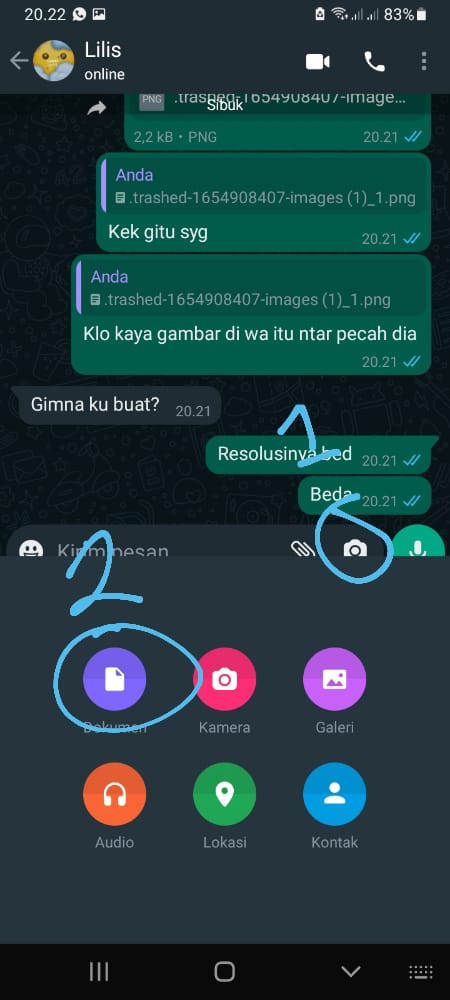 20.22
83%
Lilis
online
PNG .trashed-1654908407-image...
Sibuk
2,2 kB • PNG 20.21
Anda
.trashed-1654908407-images (1)_1.png
Kek gitu syg 20.21
Anda
.trashed-1654908407-images (1)_1.png
Klo kaya gambar di wa itu ntar pecah dia
20.21
Gimna ku buat? 20.21
1
Resolusinya bed 20.21
Beda 20.21
Kirim pesan
2
Dokumen Kamera Galeri
Audio Lokasi Kontak